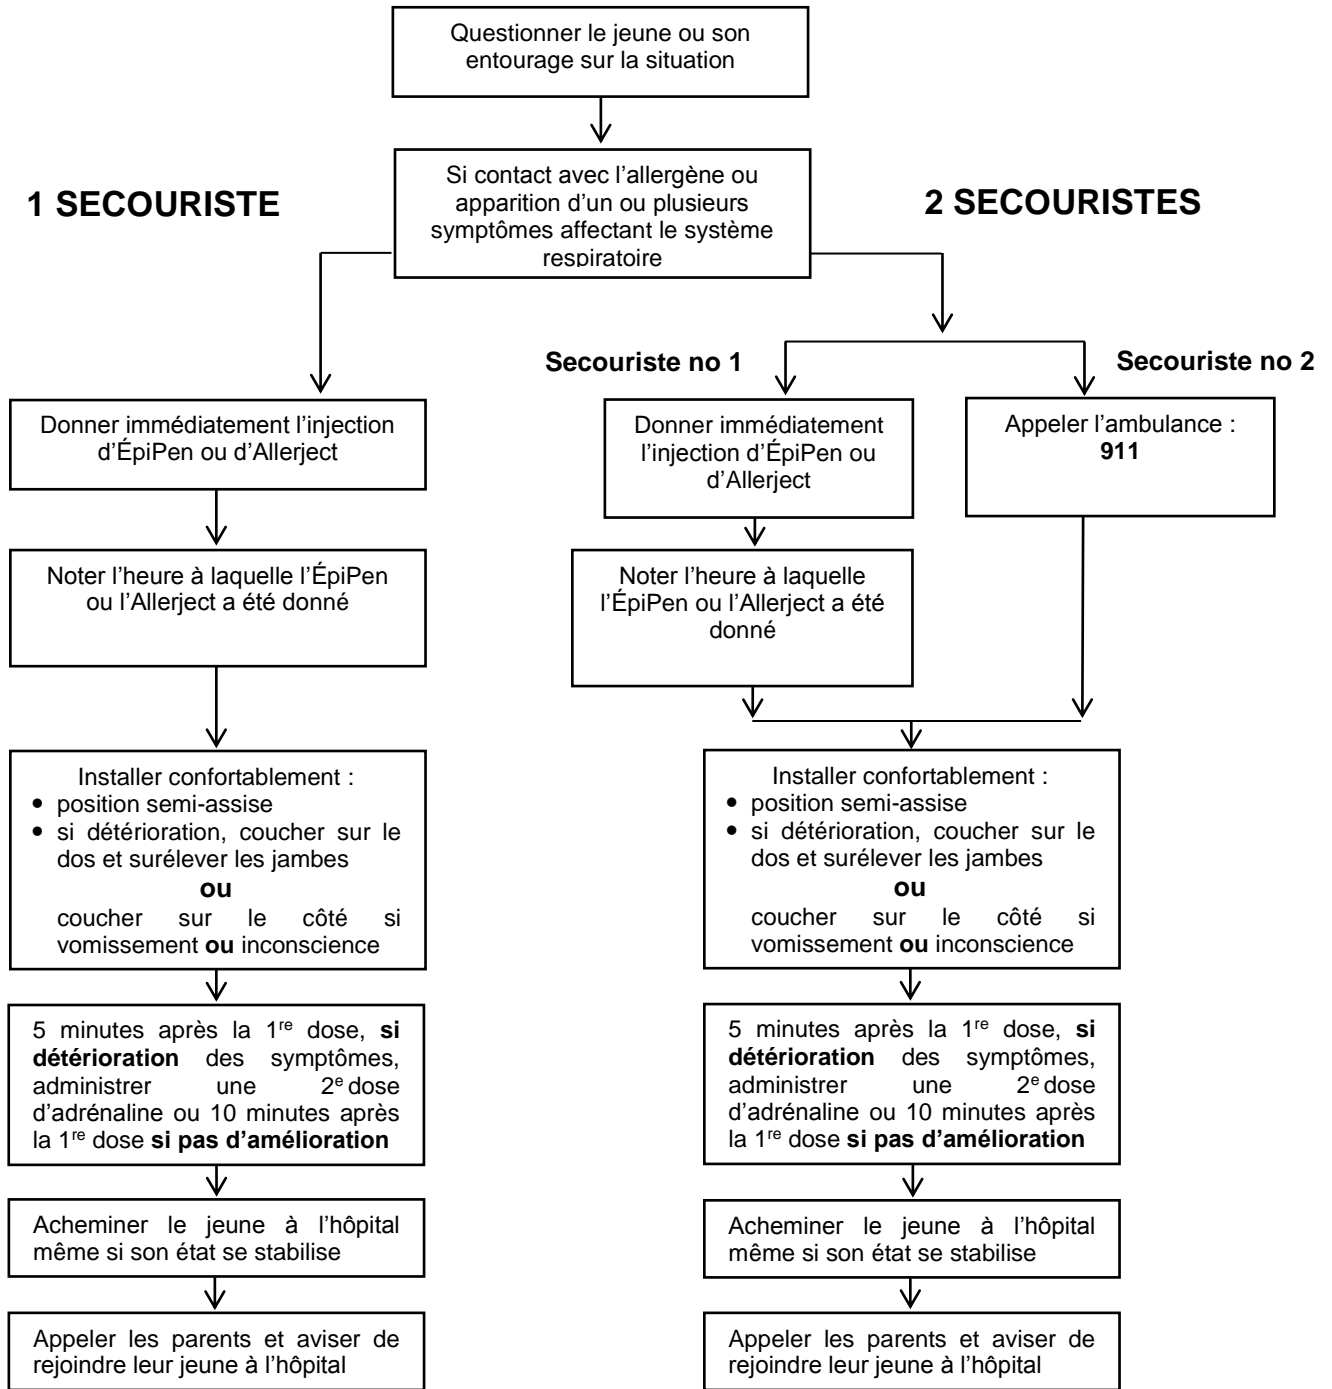 Questionner le jeune ou son
entourage sur la situation
1 SECOURISTE
Si contact avec l’allergène ou
apparition d’un ou plusieurs
symptômes affectant le système
respiratoire
2 SECOURISTES
Donner immédiatement l’injection
d’ÉpiPen ou d’Allerject
Noter l’heure à laquelle l’ÉpiPen
ou l’Allerject a été donné
Installer confortablement :
• position semi-assise
• si détérioration, coucher sur le
dos et surélever les jambes
ou
coucher sur le côté si
vomissement ou inconscience
5 minutes après la 1re dose, si
détérioration des symptômes,
administrer une 2e dose
d’adrénaline ou 10 minutes après
la 1re dose si pas d’amélioration
Acheminer le jeune à l’hôpital
même si son état se stabilise
Appeler les parents et aviser de
rejoindre leur jeune à l’hôpital
Secouriste no 1
Secouriste no 2
Donner immédiatement
l’injection d’ÉpiPen ou
d’Allerject
Appeler l’ambulance :
911
Noter l’heure à laquelle
l’ÉpiPen ou l’Allerject a été
donné
Installer confortablement :
• position semi-assise
• si détérioration, coucher sur le
dos et surélever les jambes
ou
coucher sur le côté si
vomissement ou inconscience
5 minutes après la 1re dose, si
détérioration des symptômes,
administrer une 2e dose
d’adrénaline ou 10 minutes après
la 1re dose si pas d’amélioration
Acheminer le jeune à l’hôpital
même si son état se stabilise
Appeler les parents et aviser de
rejoindre leur jeune à l’hôpital